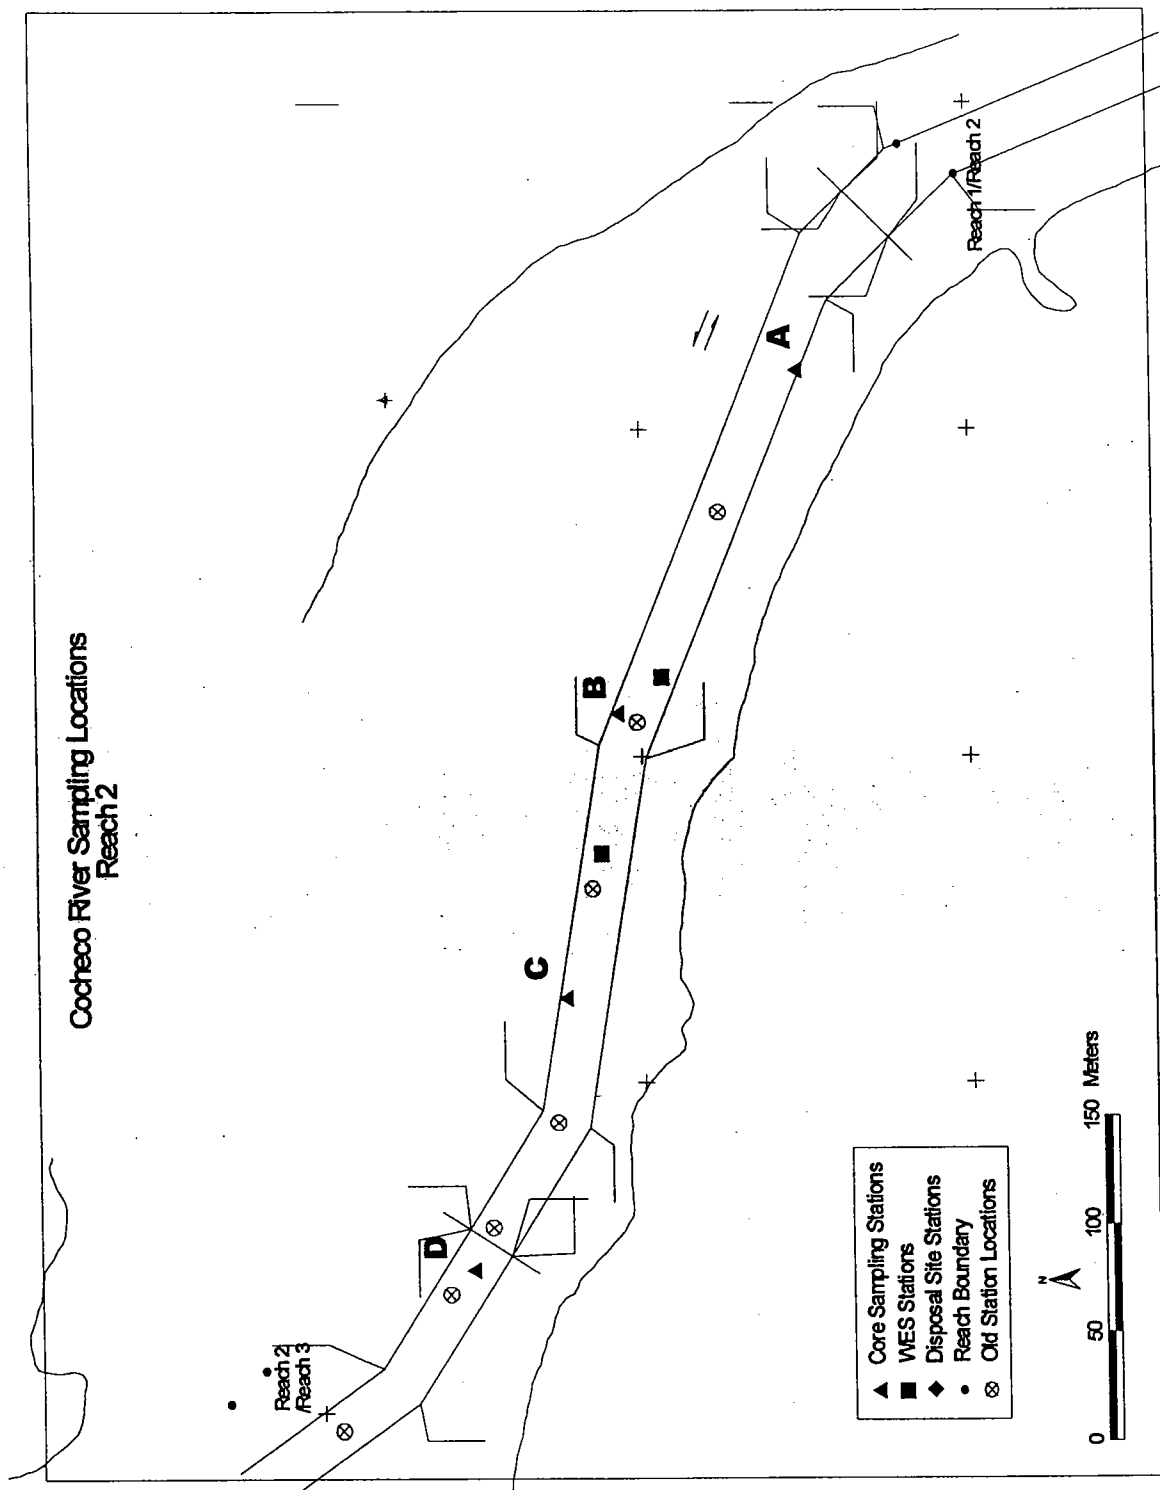 Cocheco River Sampling Locations
Reach 2
Reach 2
/Reach 3
D
C
B
A
Reach 1/Reach 2
Core Sampling Stations
WES Stations
Disposal Site Stations
Reach Boundary
Old Station Locations
N
0 50 100 150 Meters